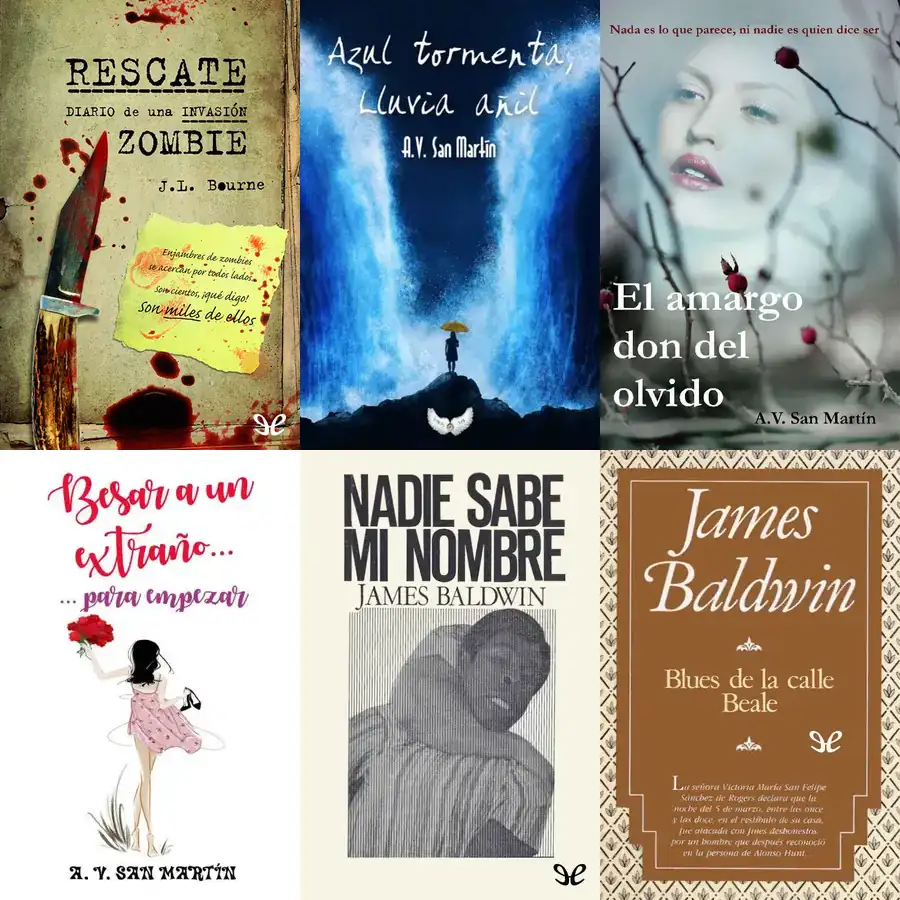 RESCATE
DIARIO de una INVASIÓN
ZOMBIE
J.L. Bourne
Enjambres de zombies
se acercan por todos lados...
Son cientos, ¡qué digo!
Son miles de ellos
Azul tormenta,
Lluvia añil
A.V. San Martín
Nada es lo que parece, ni nadie es quien dice ser
El amargo
don del
olvido
A.V. San Martín
Besar a un
extraño...
... para empezar
A. V. SAN MARTÍN
NADIE SABE
MI NOMBRE
JAMES BALDWIN
James
Baldwin
Blues de la calle
Beale
La señora Victoria María San Felipe
Sánchez de Rogers declara que la
noche del 5 de marzo, entre las once
y las doce, en el vestíbulo de su casa,
fue atacada con fines deshonestos
por un hombre que después reconoció
en la persona de Alonso Hunt...